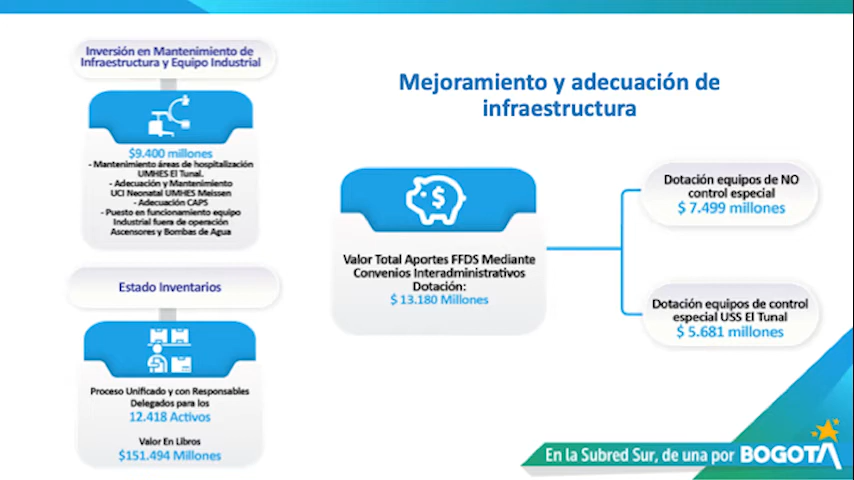 Inversión en Mantenimiento de
Infraestructura y Equipo Industrial
$9.400 millones
- Mantenimiento áreas de hospitalización
UMHES El Tunal.
- Adecuación y Mantenimiento
UCI Neonatal UMHES Meissen
- Adecuación CAPS
- Puesto en funcionamiento equipo
Industrial fuera de operación
Ascensores y Bombas de Agua
Estado Inventarios
Proceso Unificado y con Responsables
Delegados para los
12.418 Activos
Valor En Libros
$151.494 Millones
Mejoramiento y adecuación de
infraestructura
$
Valor Total Aportes FFDS Mediante
Convenios Interadministrativos
Dotación:
$ 13.180 Millones
Dotación equipos de NO
control especial
$ 7.499 millones
Dotación equipos de control
especial USS El Tunal
$ 5.681 millones
En la Subred Sur, de una por BOGOTÁ